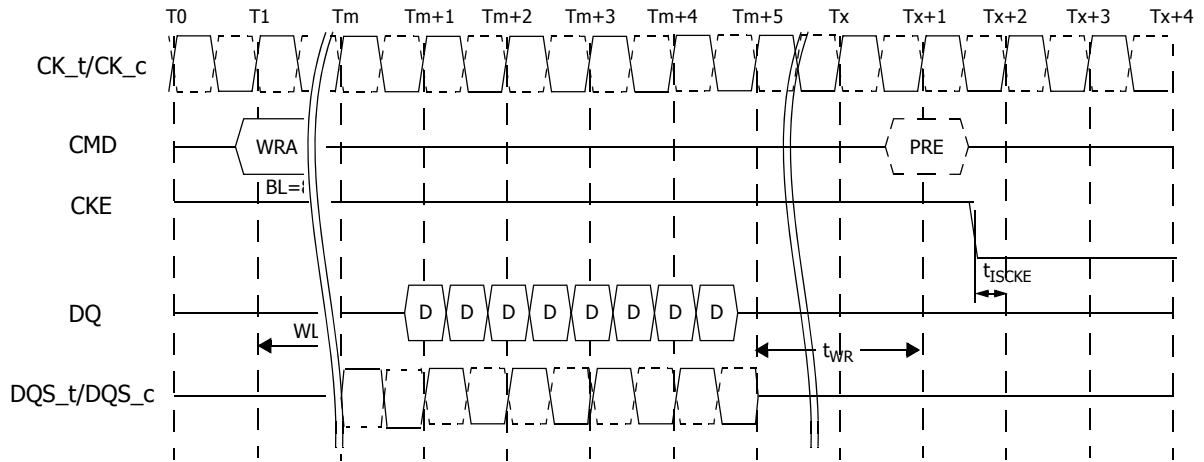 T0 T1 Tm Tm+1 Tm+2 Tm+3 Tm+4 Tm+5 Tx Tx+1 Tx+2 Tx+3 Tx+4
CK_t/CK_c
CMD WRA PRE
BL=
CKE
tISCKE
DQ D D D D D D D D
WL
tWR
DQS_t/DQS_c